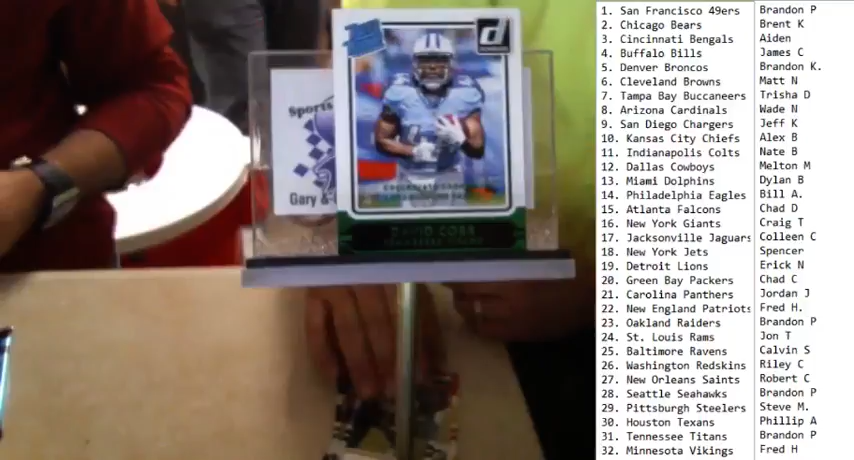 Sports
Gary &
DAVID COBB
1. San Francisco 49ers Brandon P
2. Chicago Bears Brent K
3. Cincinnati Bengals Aiden
4. Buffalo Bills James C
5. Denver Broncos Brandon K.
6. Cleveland Browns Matt N
7. Tampa Bay Buccaneers Trisha D
8. Arizona Cardinals Wade N
9. San Diego Chargers Jeff K
10. Kansas City Chiefs Alex B
11. Indianapolis Colts Nate B
12. Dallas Cowboys Melton M
13. Miami Dolphins Dylan B
14. Philadelphia Eagles Bill A.
15. Atlanta Falcons Chad D
16. New York Giants Craig T
17. Jacksonville Jaguars Colleen C
18. New York Jets Spencer
19. Detroit Lions Erick N
20. Green Bay Packers Chad C
21. Carolina Panthers Jordan J
22. New England Patriots Fred H.
23. Oakland Raiders Brandon P
24. St. Louis Rams Jon T
25. Baltimore Ravens Calvin S
26. Washington Redskins Riley C
27. New Orleans Saints Robert C
28. Seattle Seahawks Brandon P
29. Pittsburgh Steelers Steve M.
30. Houston Texans Phillip A
31. Tennessee Titans Brandon P
32. Minnesota Vikings Fred H